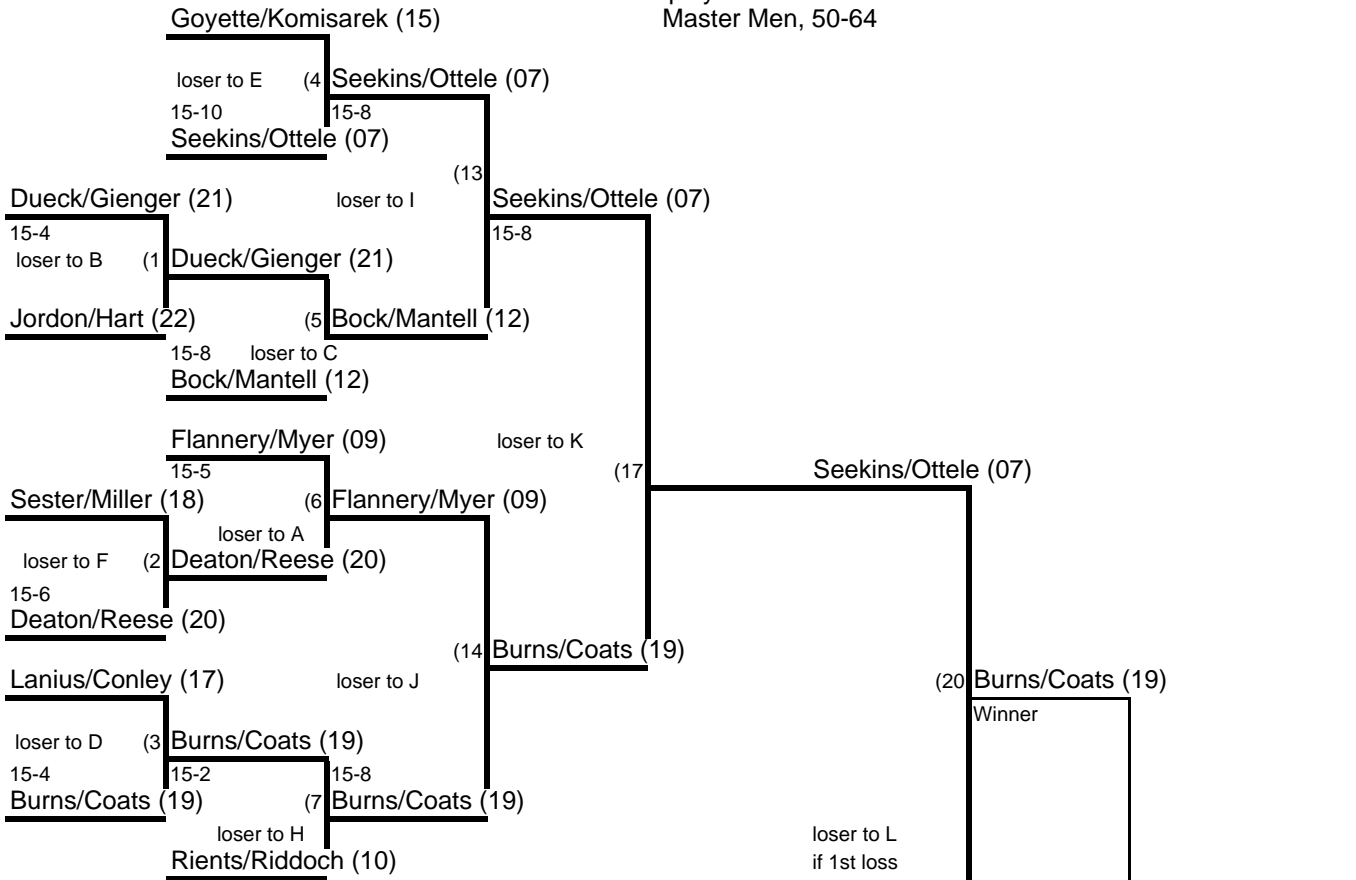 Master Men, 50-64
Goyette/Komisarek (15)
loser to E (4 Seekins/Ottele (07)
15-10 15-8
Seekins/Ottele (07)
(13
Dueck/Gienger (21) loser to I Seekins/Ottele (07)
15-4 15-8
loser to B (1 Dueck/Gienger (21)
Jordon/Hart (22) (5 Bock/Mantell (12)
15-8 loser to C
Bock/Mantell (12)
Flannery/Myer (09) loser to K
15-5 (17 Seekins/Ottele (07)
Sester/Miller (18) (6 Flannery/Myer (09)
loser to A
loser to F (2 Deaton/Reese (20)
15-6
Deaton/Reese (20)
(14 Burns/Coats (19)
Lanius/Conley (17) loser to J (20 Burns/Coats (19)
Winner
loser to D (3 Burns/Coats (19)
15-4 15-2 15-8
Burns/Coats (19) (7 Burns/Coats (19)
loser to H loser to L
Rients/Riddoch (10) if 1st loss